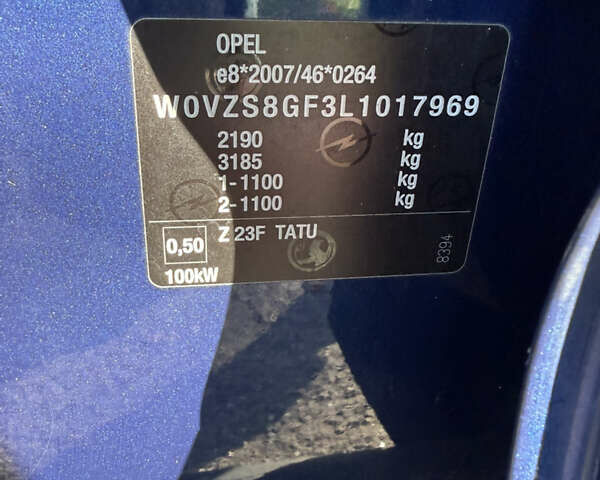 OPEL
e8*2007/46*0264
W0VZS8GF3L1017969
2190 kg
3185 kg
1-1100 kg
2-1100 kg
0,50 Z 23F TATU
100kW
8394